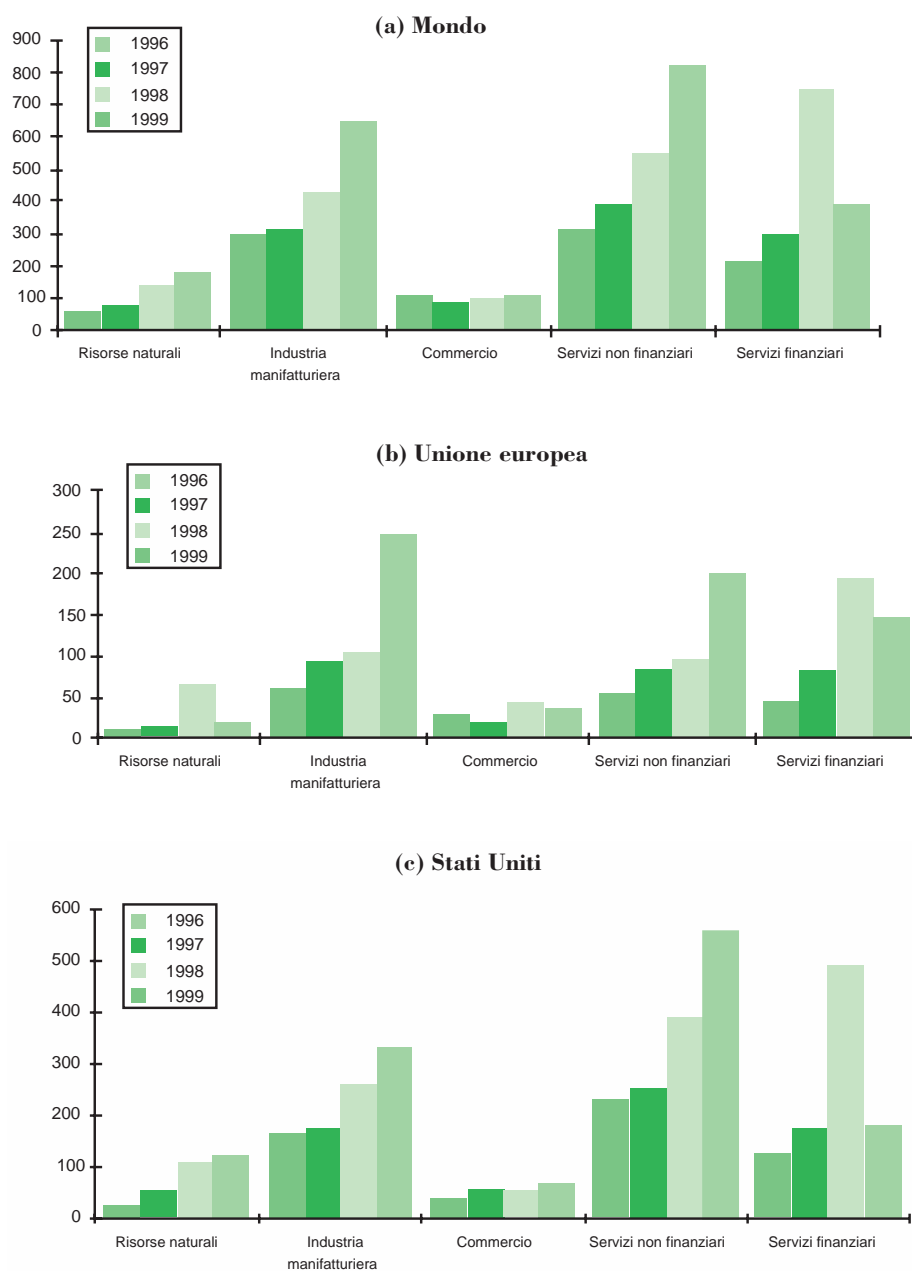 (a) Mondo
900
800
700
600
500
400
300
200
100
0
1996
1997
1998
1999
Risorse naturali
Industria
manifatturiera
Commercio
Servizi non finanziari
Servizi finanziari
(b) Unione europea
300
250
200
150
100
50
0
1996
1997
1998
1999
Risorse naturali
Industria
manifatturiera
Commercio
Servizi non finanziari
Servizi finanziari
(c) Stati Uniti
600
500
400
300
200
100
0
1996
1997
1998
1999
Risorse naturali
Industria
manifatturiera
Commercio
Servizi non finanziari
Servizi finanziari